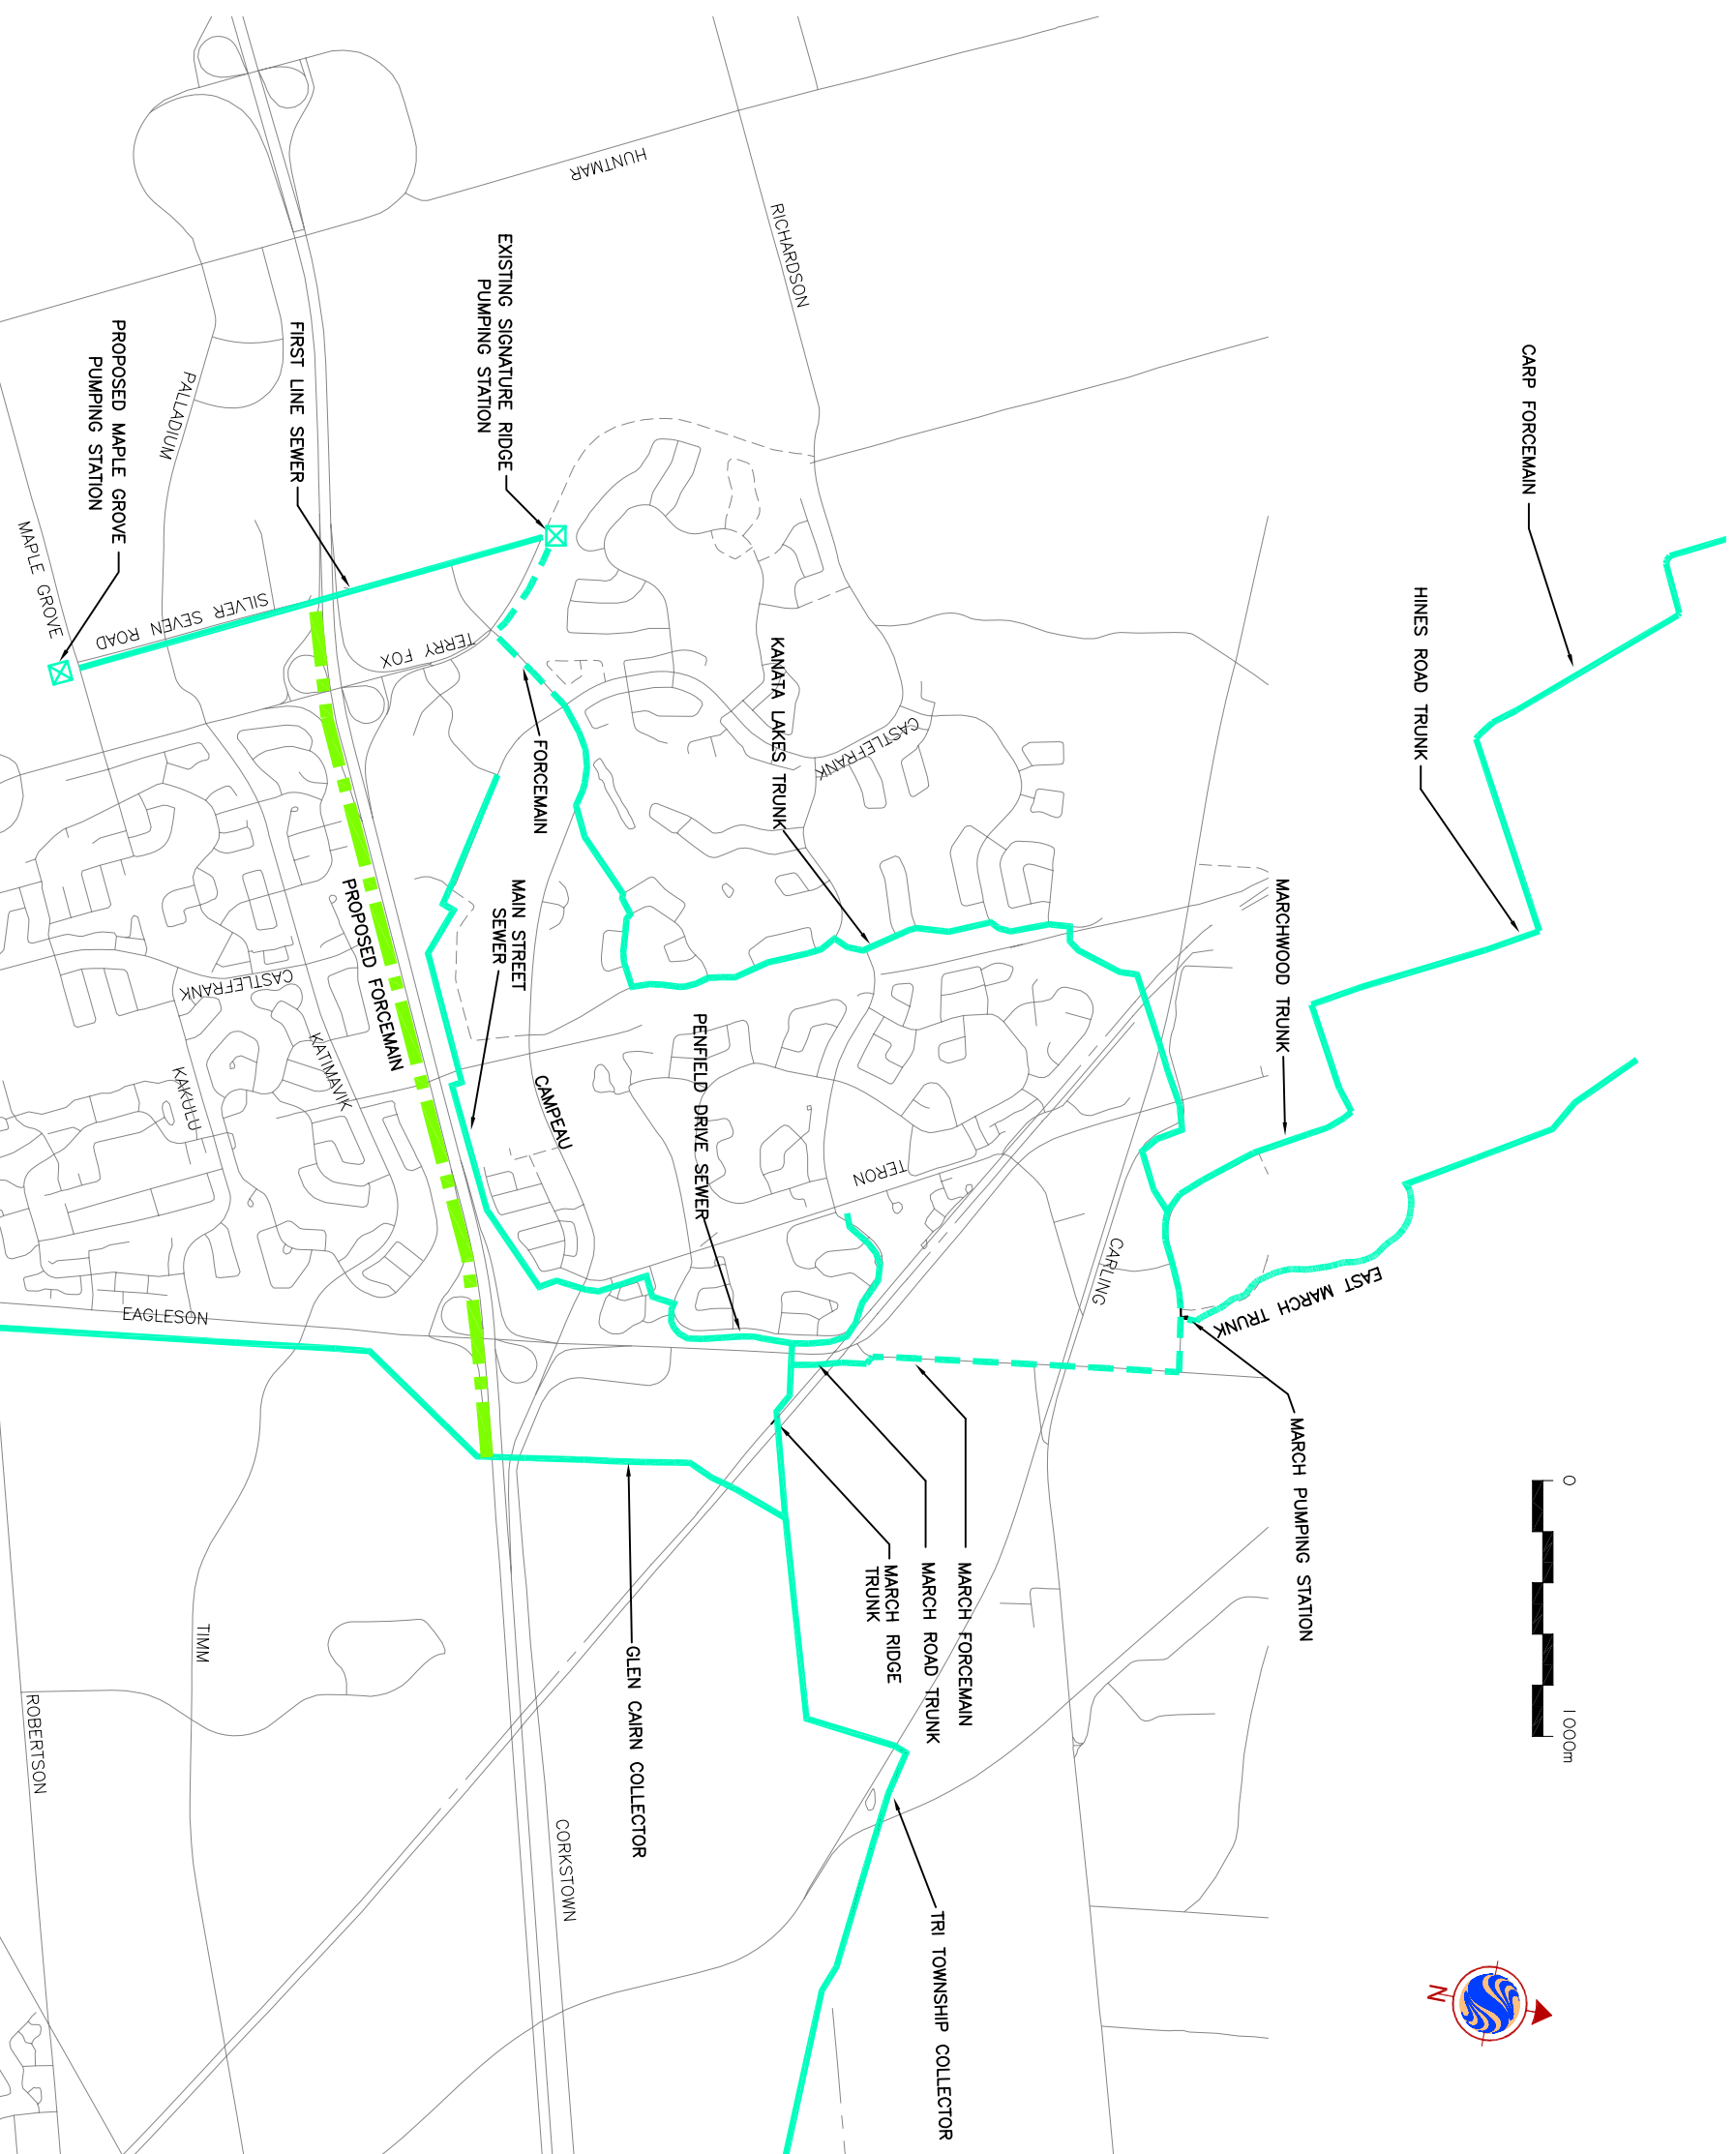 CARP FORCEMAIN
HINES ROAD TRUNK
MARCHWOOD TRUNK
EAST MARCH TRUNK
MARCH PUMPING STATION
0
1000m
N
HUNTMAR
RICHARDSON
EXISTING SIGNATURE RIDGE
PUMPING STATION
FIRST LINE SEWER
PROPOSED MAPLE GROVE
PUMPING STATION
PALLADIUM
MAPLE GROVE
SILVER SEVEN ROAD
TERRY FOX
FORCEMAIN
KANATA LAKES TRUNK
CASTLEFRANK
MAIN STREET
SEWER
PROPOSED FORCEMAIN
CASTLEFRANK
KATIMAVIK
KAKULU
CAMPEAU
PENFIELD DRIVE SEWER
TERON
CARLING
EAGLESON
MARCH FORCEMAIN
MARCH ROAD TRUNK
MARCH RIDGE
TRUNK
GLEN CAIRN COLLECTOR
TIMM
ROBERTSON
CORKSTOWN
TRI TOWNSHIP COLLECTOR